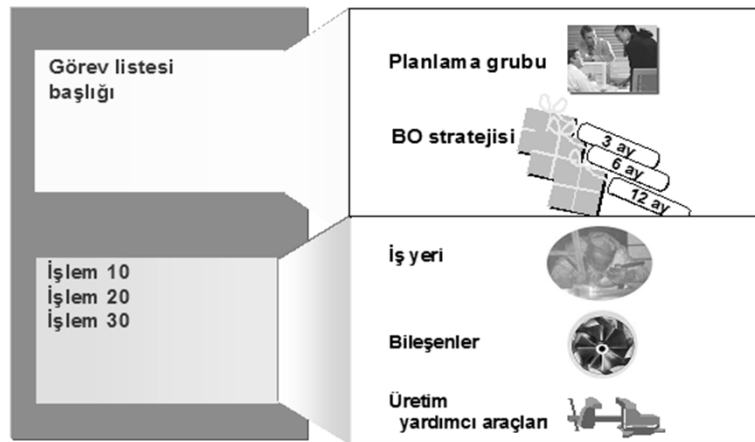 Görev listesi
başlığı
Planlama grubu
BO stratejisi
3 ay
6 ay
12 ay
İşlem 10
İşlem 20
İşlem 30
İş yeri
Bileşenler
Üretim
yardımcı araçları